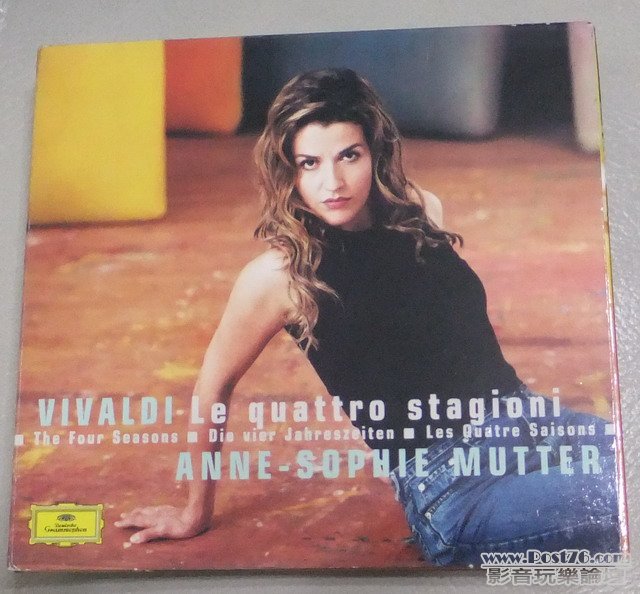 VIVALDI Le quattro stagioni
■ The Four Seasons ■ Die vier Jahreszeiten ■ Les Quatre Saisons ■
ANNE-SOPHIE MUTTER
Deutsche
Grammophon
www.Post76.com
影音玩樂論壇